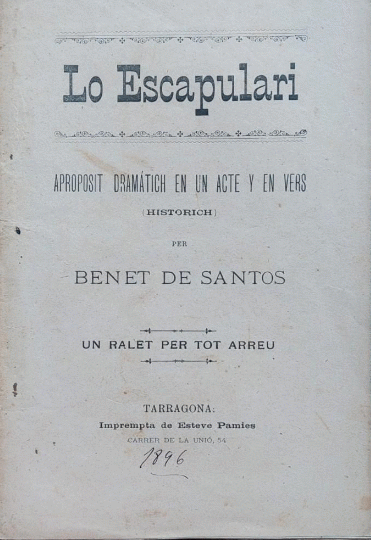 Lo Escapulari
APROPOSIT DRAMÁTICH EN UN ACTE Y EN VERS
(HISTORICH)
PER
BENET DE SANTOS
UN RALET PER TOT ARREU
TARRAGONA:
Imprempta de Esteve Pamies
CARRER DE LA UNIÓ, 54
1896